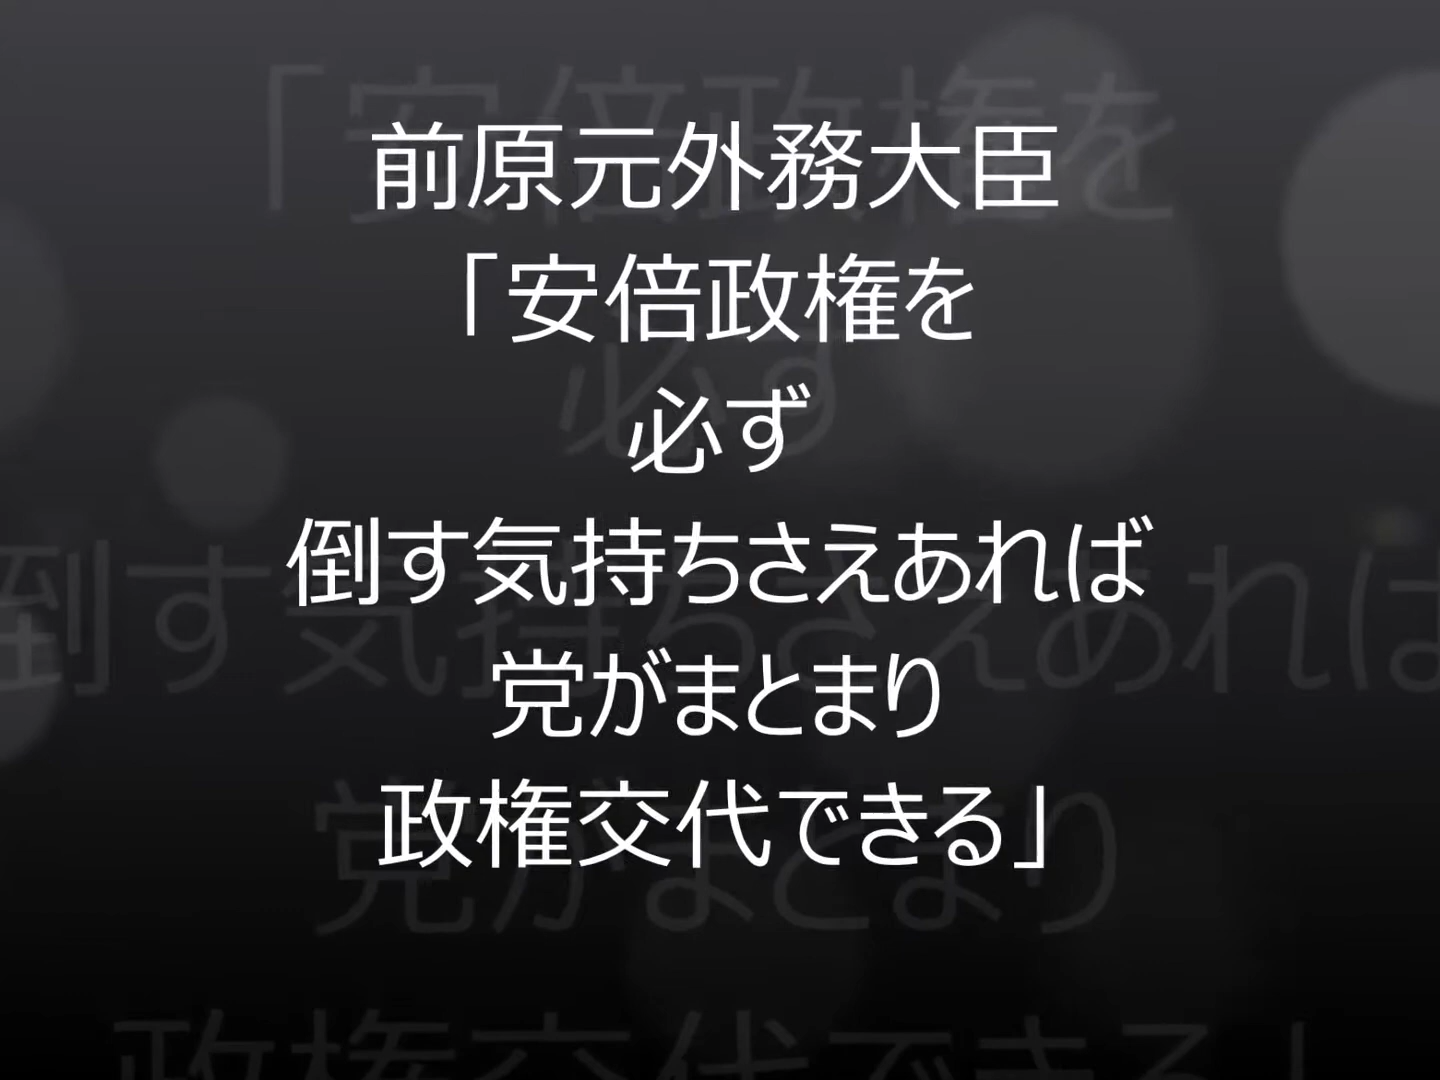 前原元外務大臣
「安倍政権を
必ず
倒す気持ちさえあれば
党がまとまり
政権交代できる」